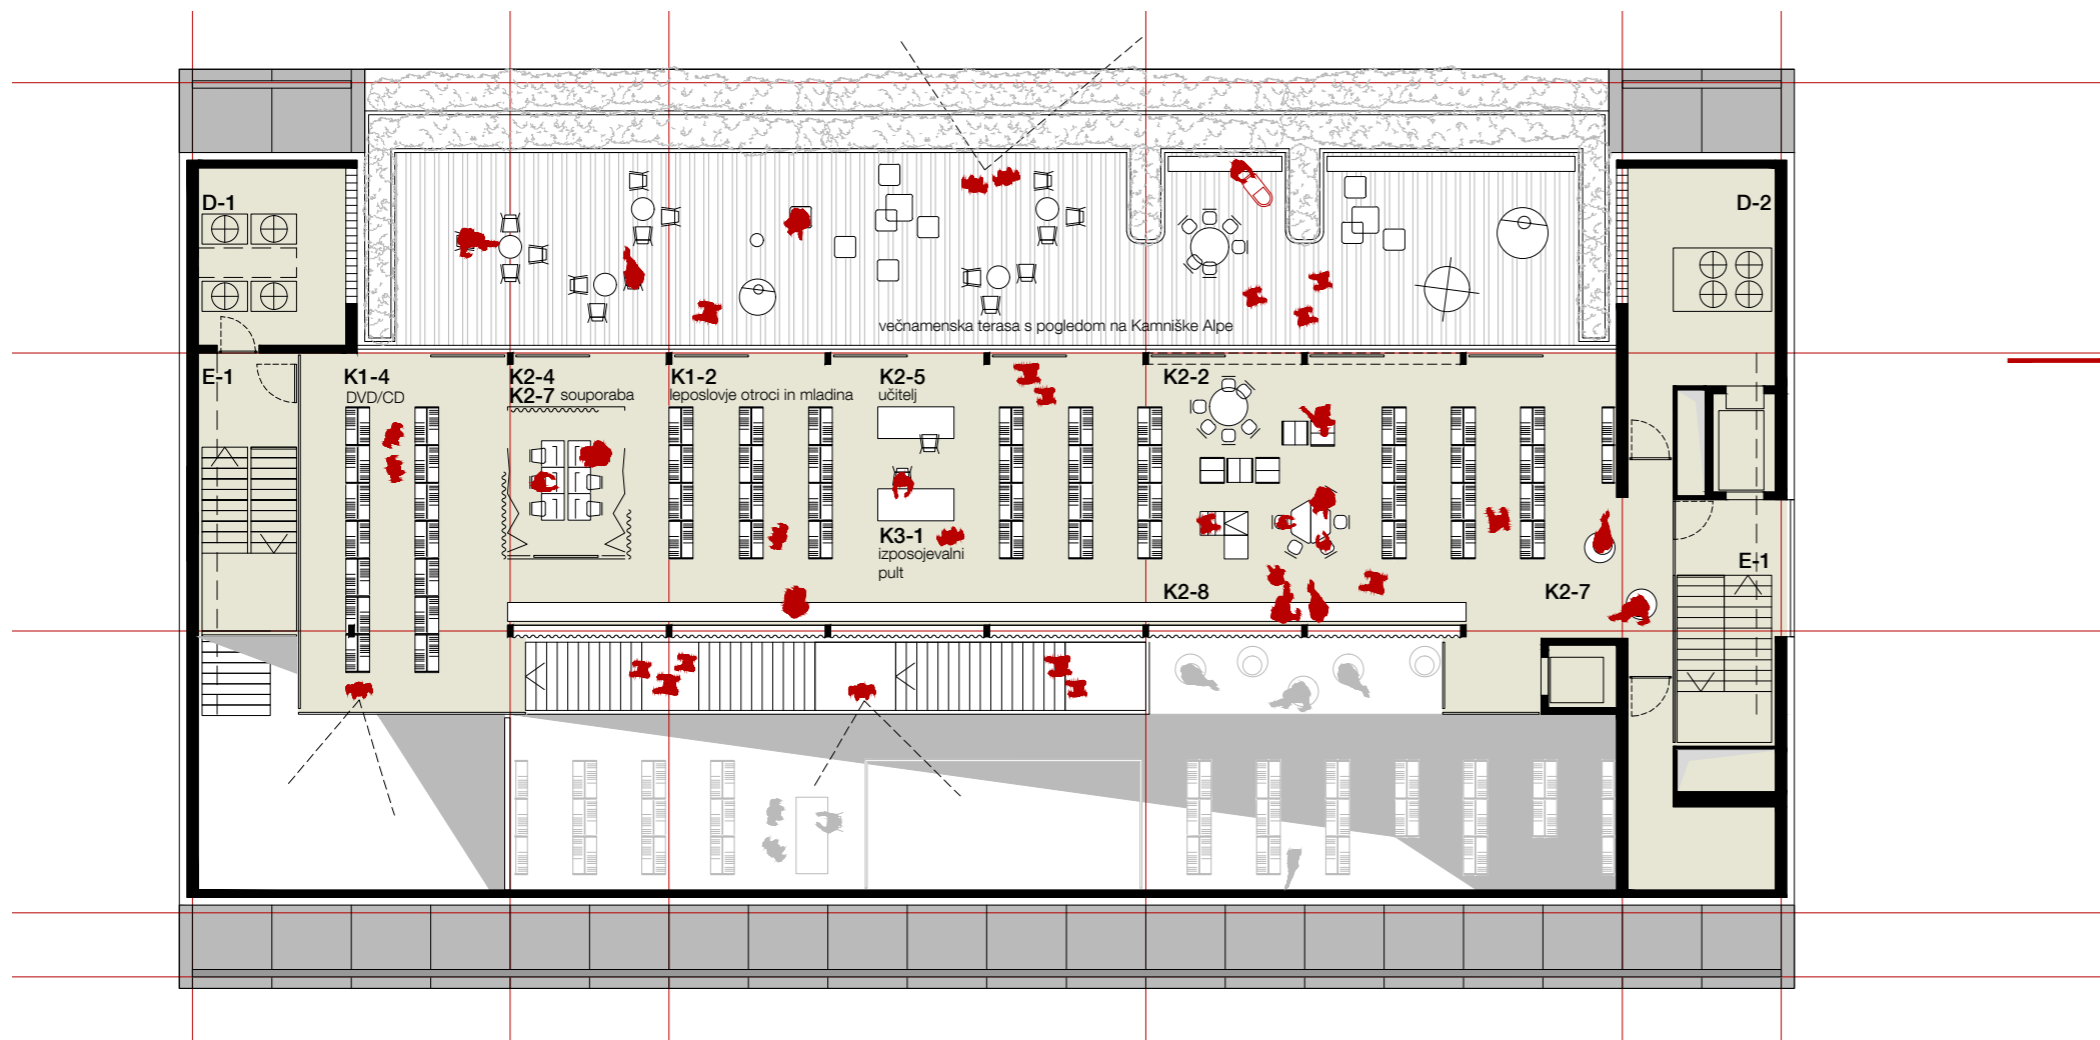 D-1
D-2
večnamenska terasa s pogledom na Kamniške Alpe
E-1
K1-4
DVD/CD
K2-4
K2-7 souporaba
K1-2
leposlovje otroci in mladina
K2-5
učitelj
K2-2
K3-1
izposojevalni
pult
K2-8
K2-7
E-1